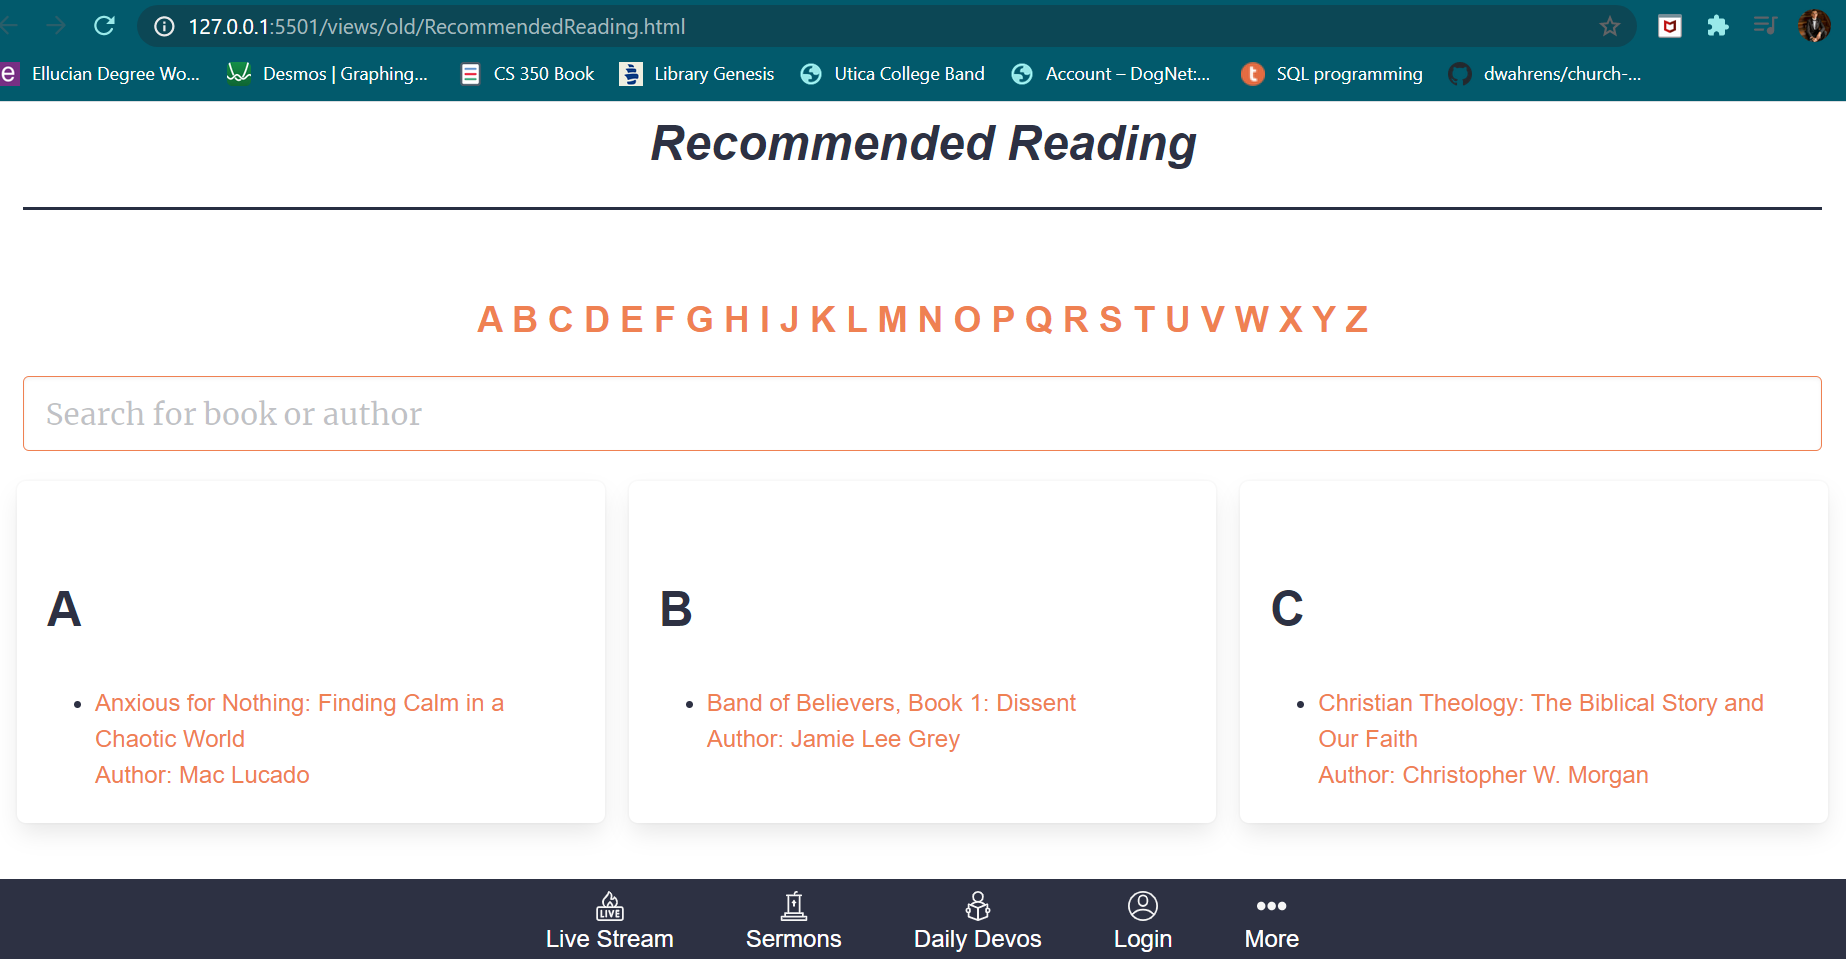 127.0.0.1:5501/views/old/RecommendedReading.html
e Ellucian Degree Wo... Desmos | Graphing... CS 350 Book Library Genesis Utica College Band Account – DogNet:... t SQL programming dwahrens/church-...
Recommended Reading
A B C D E F G H I J K L M N O P Q R S T U V W X Y Z
Search for book or author
A
Anxious for Nothing: Finding Calm in a
Chaotic World
Author: Mac Lucado
B
Band of Believers, Book 1: Dissent
Author: Jamie Lee Grey
C
Christian Theology: The Biblical Story and
Our Faith
Author: Christopher W. Morgan
LIVE
Live Stream Sermons Daily Devos Login More